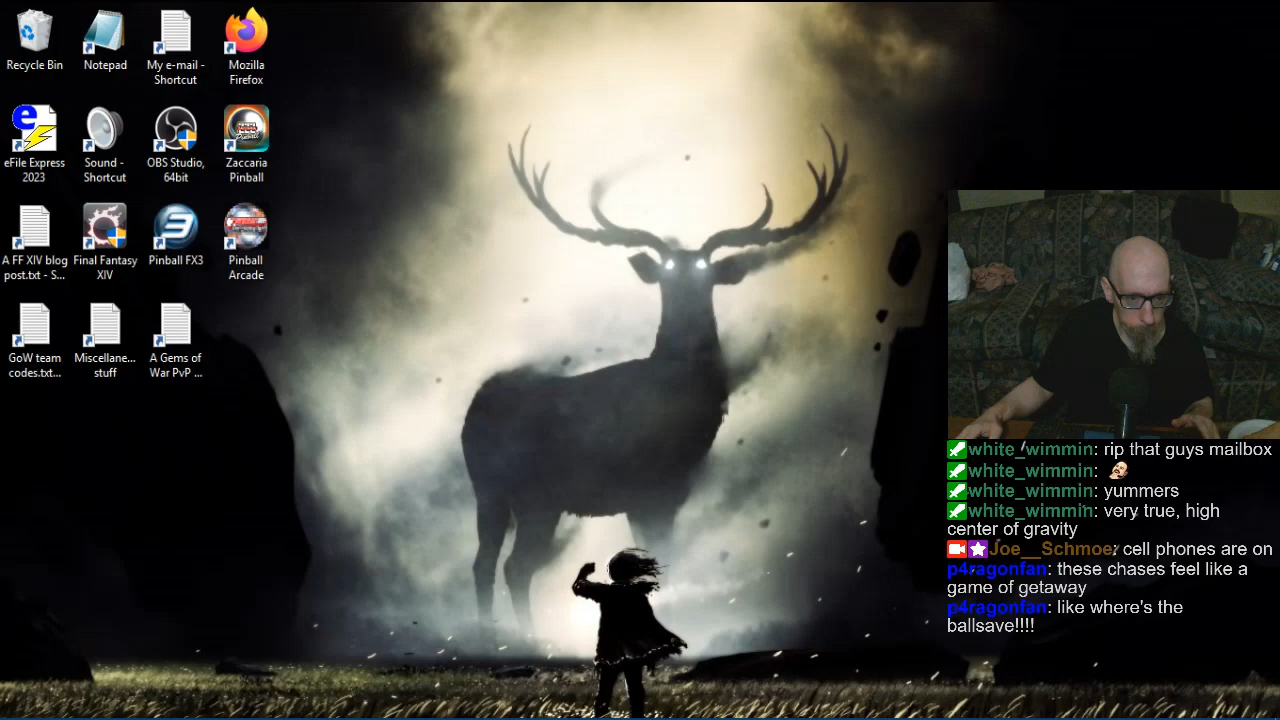 Recycle Bin
Notepad
My e-mail -
Shortcut
Mozilla
Firefox
eFile Express
2023
Sound -
Shortcut
OBS Studio,
64bit
Zaccaria
Pinball
A FF XIV blog
post.txt - S...
Final Fantasy
XIV
Pinball FX3
Pinball
Arcade
GoW team
codes.txt...
Miscellane...
stuff
A Gems of
War PvP ...
white_wimmin: rip that guys mailbox
white_wimmin:
white_wimmin: yummers
white_wimmin: very true, high
center of gravity
Joe__Schmoe: cell phones are on
p4ragonfan: these chases feel like a
game of getaway
p4ragonfan: like where's the
ballsave!!!!